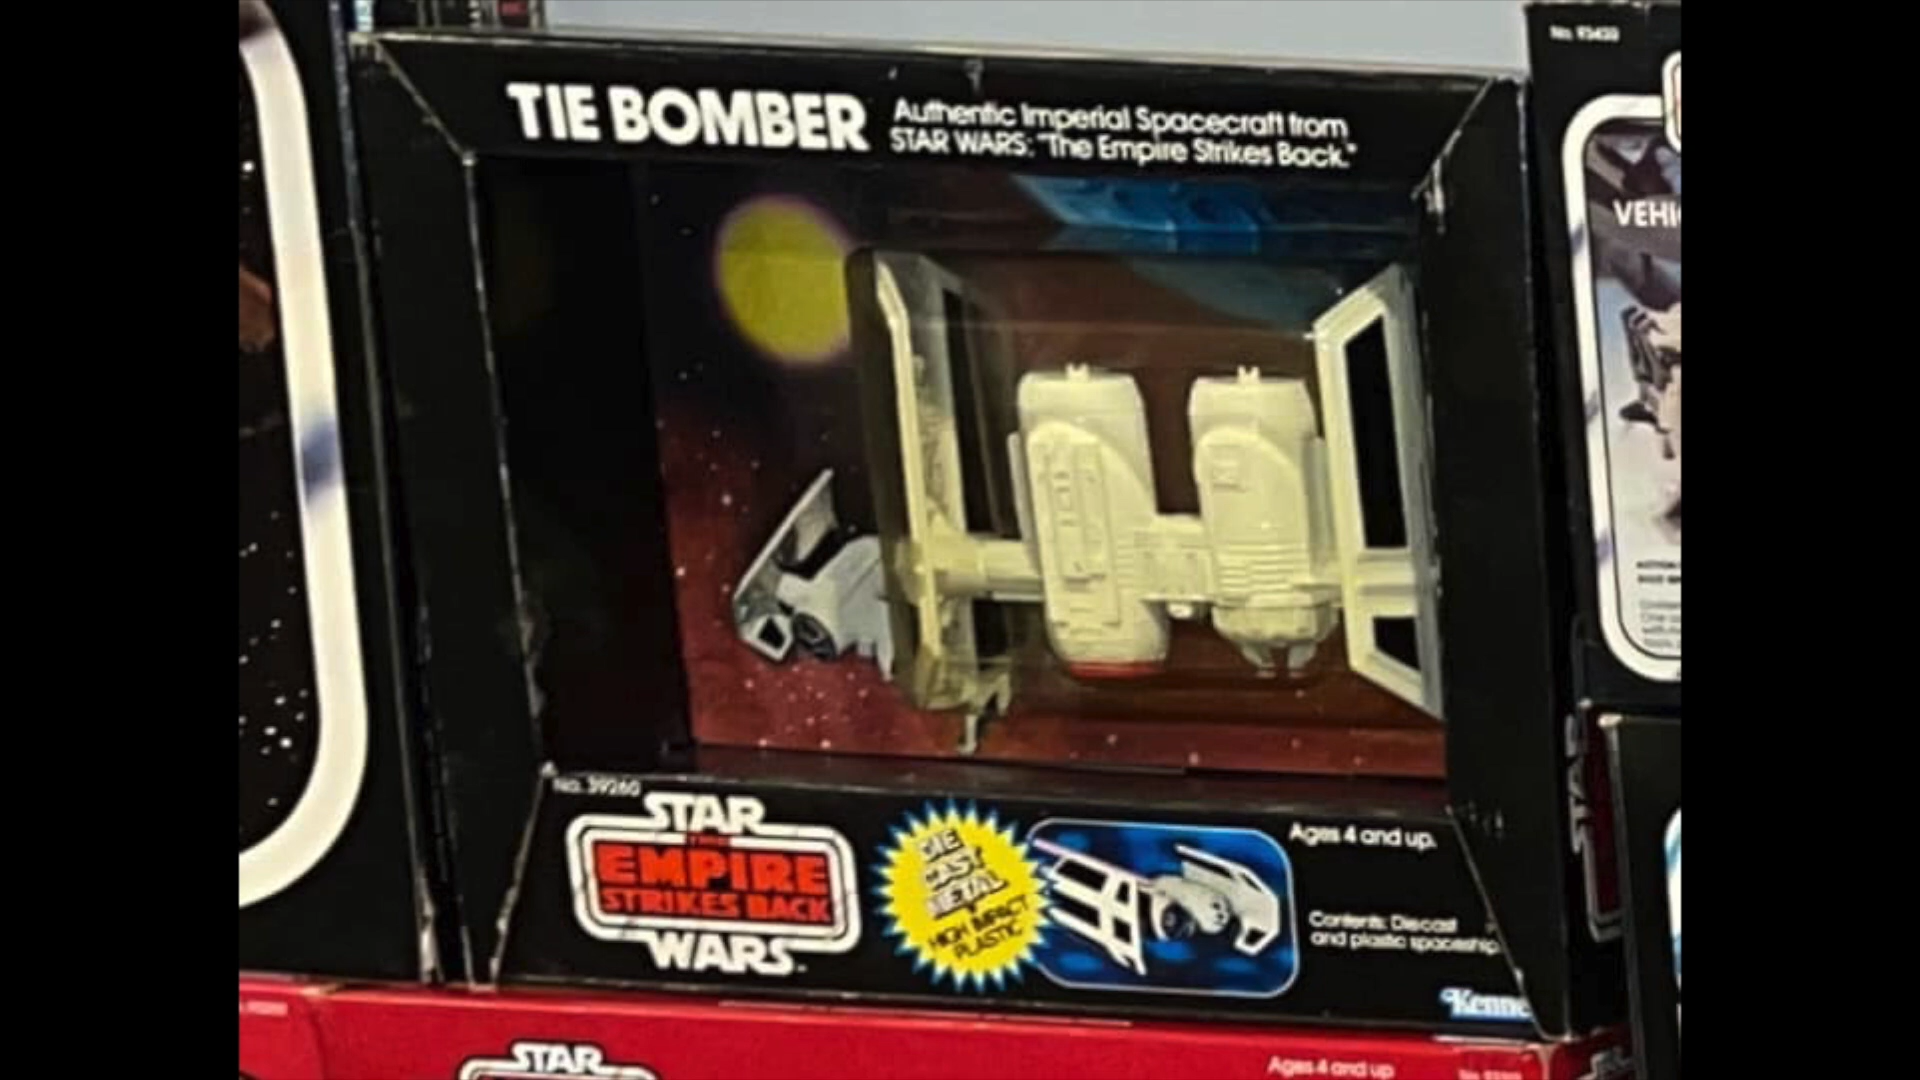 TIE BOMBER
Authentic Imperial Spacecraft from
STAR WARS: "The Empire Strikes Back."
VEHI
No. 39260
STAR
THE
EMPIRE
STRIKES BACK
WARS
DIE
CAST
METAL
HIGH IMPACT
PLASTIC
Ages 4 and up.
Contents: Diecast
and plastic spaceship
Kenne
STAR
Ages 4 and up